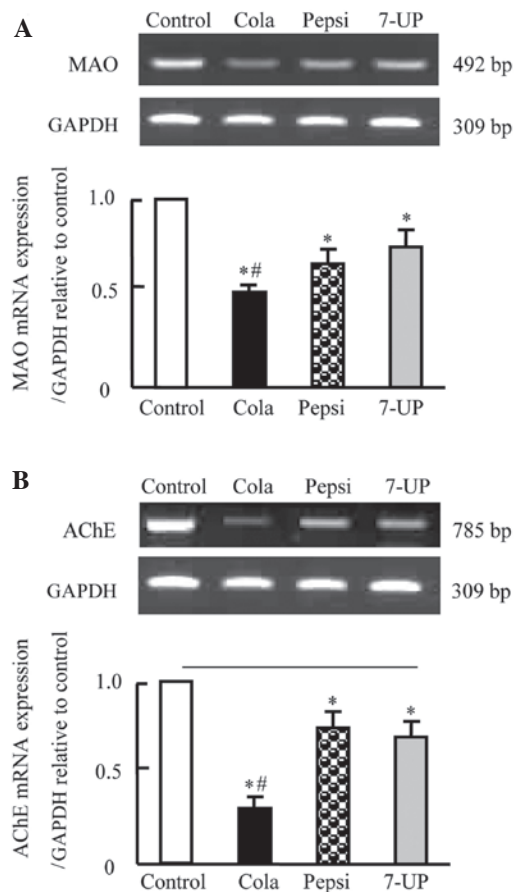 A
Control Cola Pepsi 7-UP
MAO 492 bp
GAPDH 309 bp
MAO mRNA expression
/GAPDH relative to control
1.0
0.5
0
*# * *
Control Cola Pepsi 7-UP
B
Control Cola Pepsi 7-UP
AChE 785 bp
GAPDH 309 bp
AChE mRNA expression
/GAPDH relative to control
1.0
0.5
0
*# * *
Control Cola Pepsi 7-UP